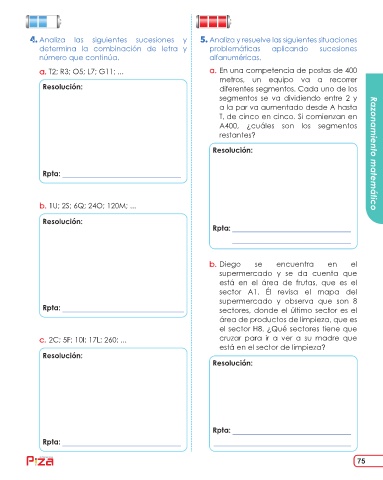 4. Analiza las siguientes sucesiones y
determina la combinación de letra y
número que continúa.
a. T2; R3; O5; L7; G11; ...
Resolución:
Rpta:
b. 1U; 2S; 6Q; 24O; 120M; ...
Resolución:
Rpta:
c. 2C; 5F; 10I; 17L; 26O; ...
Resolución:
Rpta:
5. Analiza y resuelve las siguientes situaciones
problemáticas aplicando sucesiones
alfanuméricas.
a. En una competencia de postas de 400
metros, un equipo va a recorrer
diferentes segmentos. Cada uno de los
segmentos se va dividiendo entre 2 y
a la par va aumentado desde A hasta
T, de cinco en cinco. Si comienzan en
A400, ¿cuáles son los segmentos
restantes?
Resolución:
Rpta:
b. Diego se encuentra en el
supermercado y se da cuenta que
está en el área de frutas, que es el
sector A1. Él revisa el mapa del
supermercado y observa que son 8
sectores, donde el último sector es el
área de productos de limpieza, que es
el sector H8. ¿Qué sectores tiene que
cruzar para ir a ver a su madre que
está en el sector de limpieza?
Resolución:
Rpta:
Razonamiento matemático
Piza
75